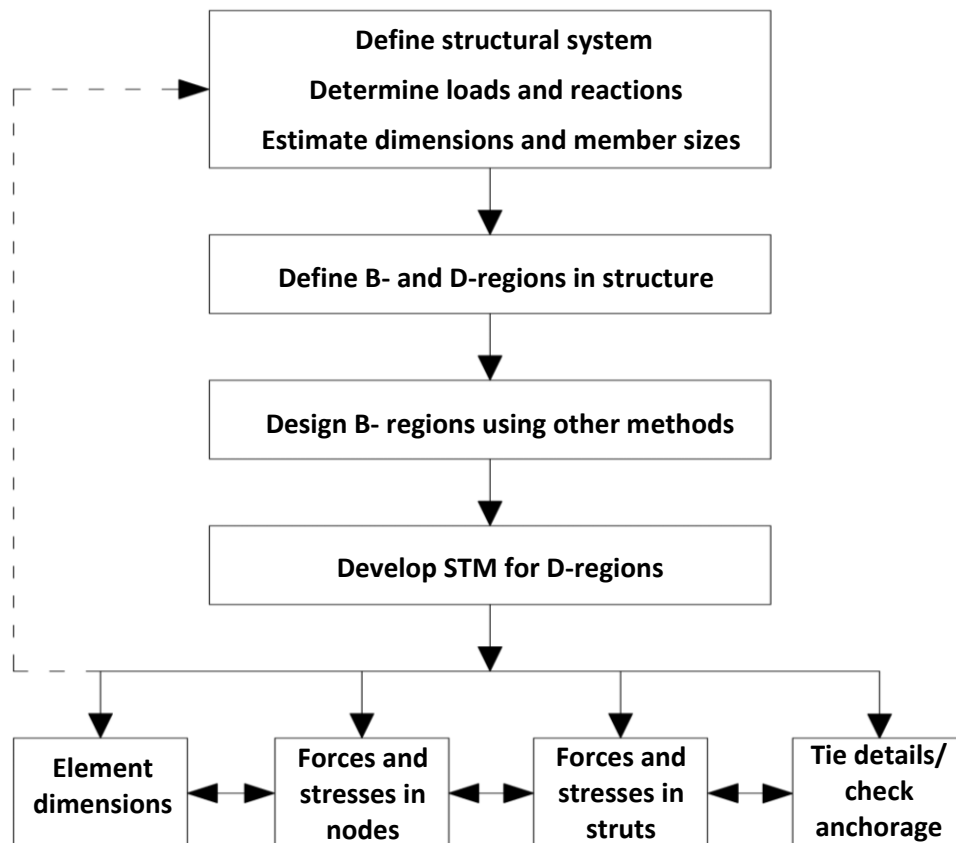 Define structural system
Determine loads and reactions
Estimate dimensions and member sizes
Define B- and D-regions in structure
Design B- regions using other methods
Develop STM for D-regions
Element
dimensions
Forces and
stresses in
nodes
Forces and
stresses in
struts
Tie details/
check
anchorage